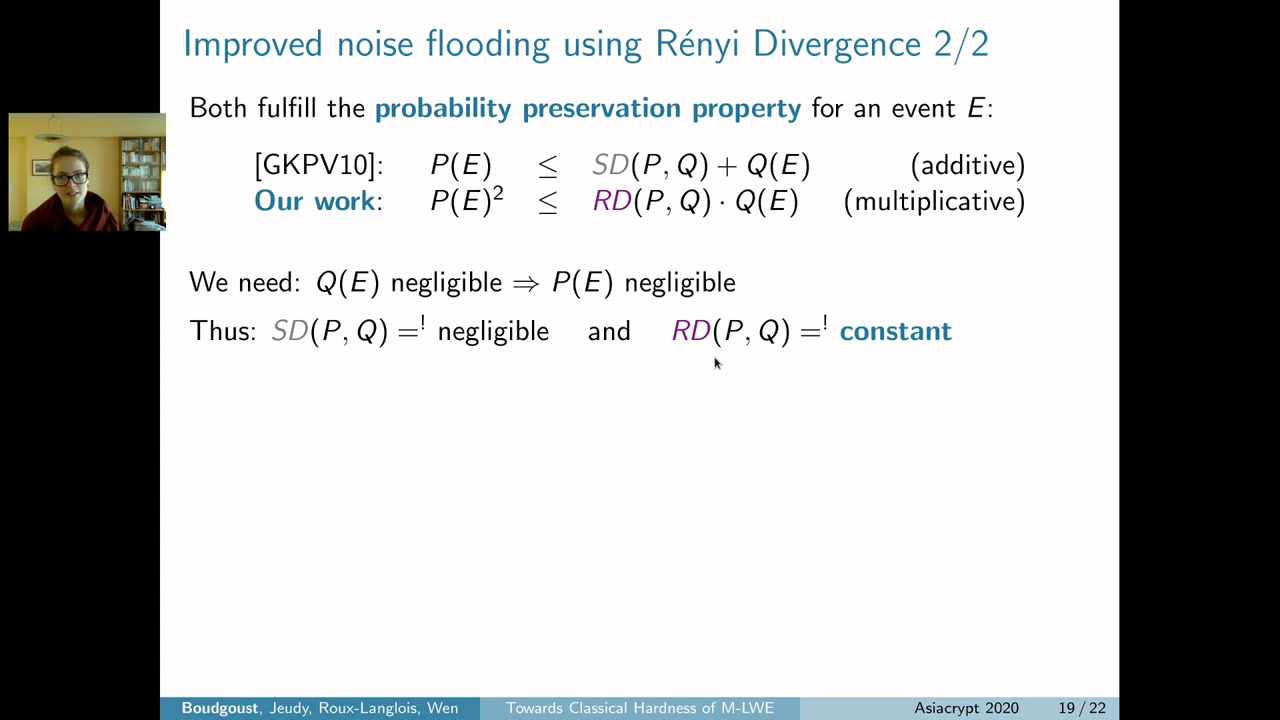 Improved noise flooding using Rényi Divergence 2/2
Both fulfill the probability preservation property for an event E:
[GKPV10]: P(E) ≤ SD(P, Q) + Q(E) (additive)
Our work: P(E)² ≤ RD(P, Q) · Q(E) (multiplicative)
We need: Q(E) negligible ⇒ P(E) negligible
Thus: SD(P, Q) =! negligible and RD(P, Q) =! constant
Boudgoust, Jeudy, Roux-Langlois, Wen Towards Classical Hardness of M-LWE Asiacrypt 2020 19 / 22